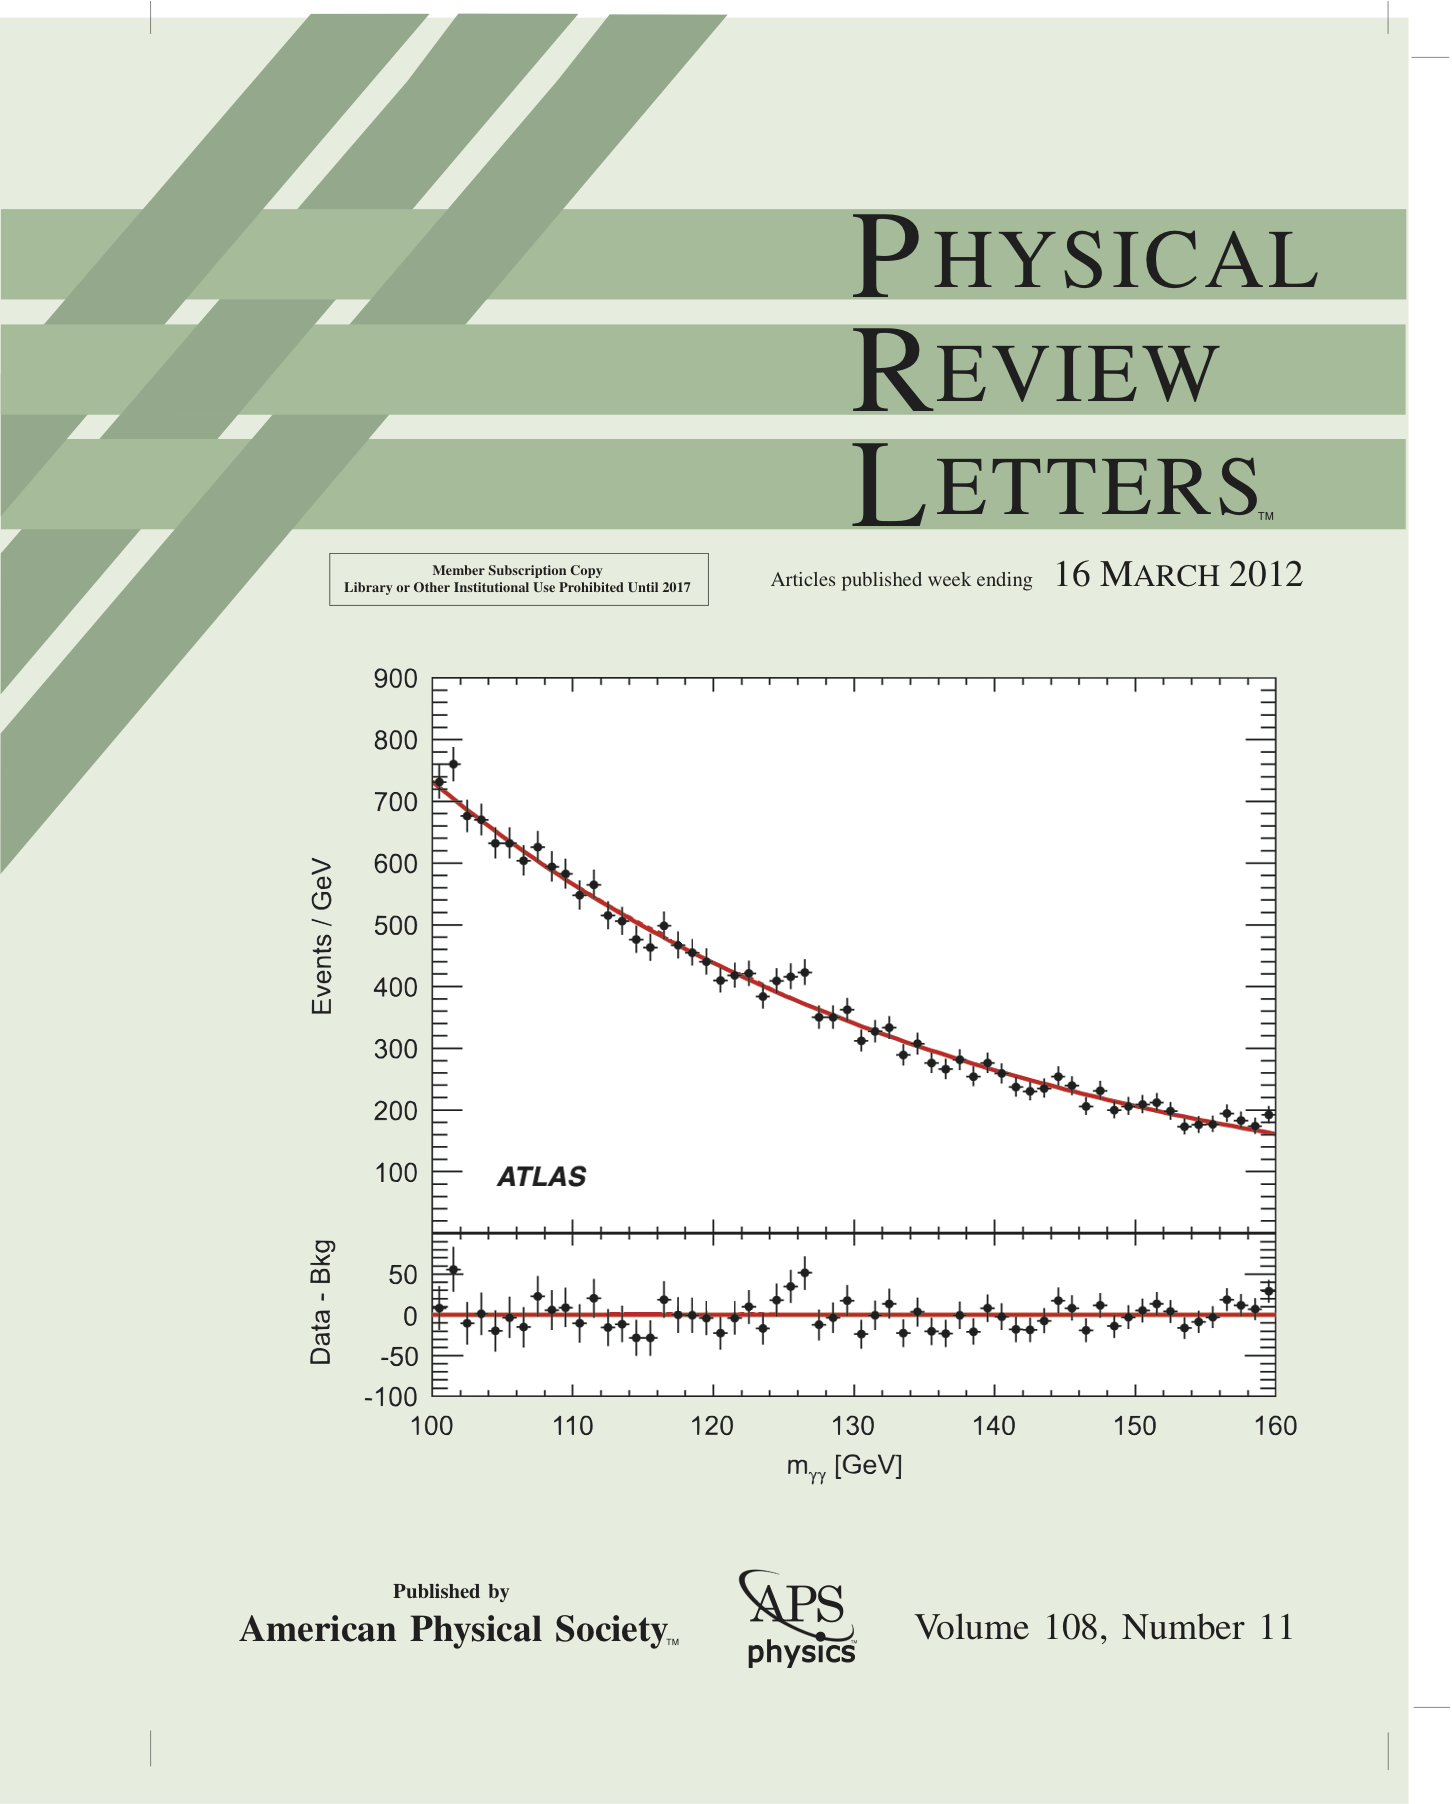 PHYSICAL
REVIEW
LETTERS™
Member Subscription Copy
Library or Other Institutional Use Prohibited Until 2017
Articles published week ending 16 MARCH 2012
900
800
700
600
500
400
300
200
100
Events / GeV
ATLAS
50
0
-50
-100
Data - Bkg
100 110 120 130 140 150 160
mγγ [GeV]
Published by
American Physical Society™
APS
physics™
Volume 108, Number 11